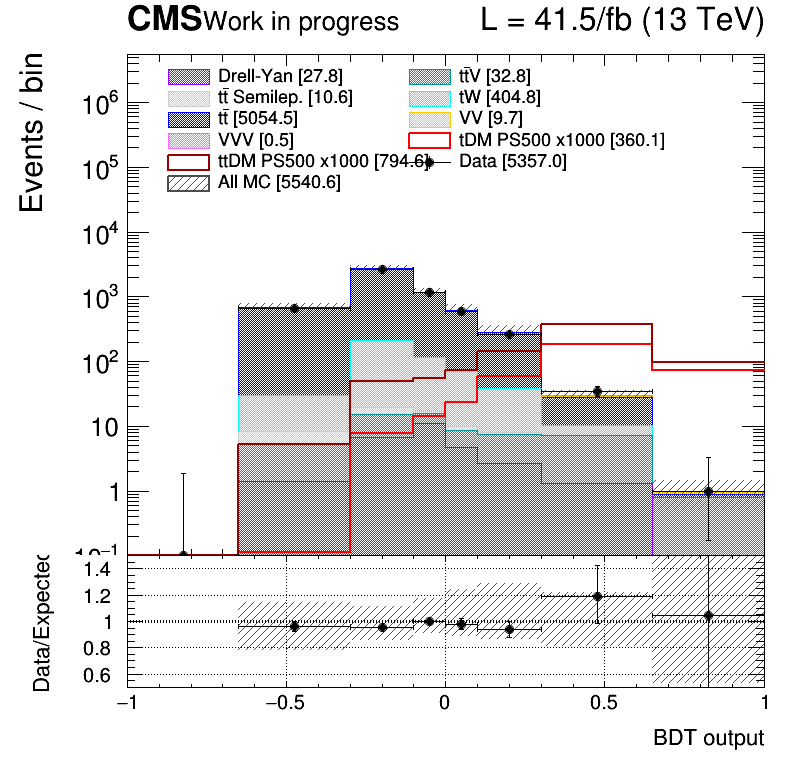 CMS Work in progress L = 41.5/fb (13 TeV)
Events / bin
Drell-Yan [27.8] tt̄V [32.8]
tt̄ Semilep. [10.6] tW [404.8]
tt̄ [5054.5] VV [9.7]
VVV [0.5] tDM PS500 x1000 [360.1]
ttDM PS500 x1000 [794.6] Data [5357.0]
All MC [5540.6]
10⁶
10⁵
10⁴
10³
10²
10
1
10⁻¹
Data/Expected
1.4
1.2
1
0.8
0.6
−1 −0.5 0 0.5 1
BDT output